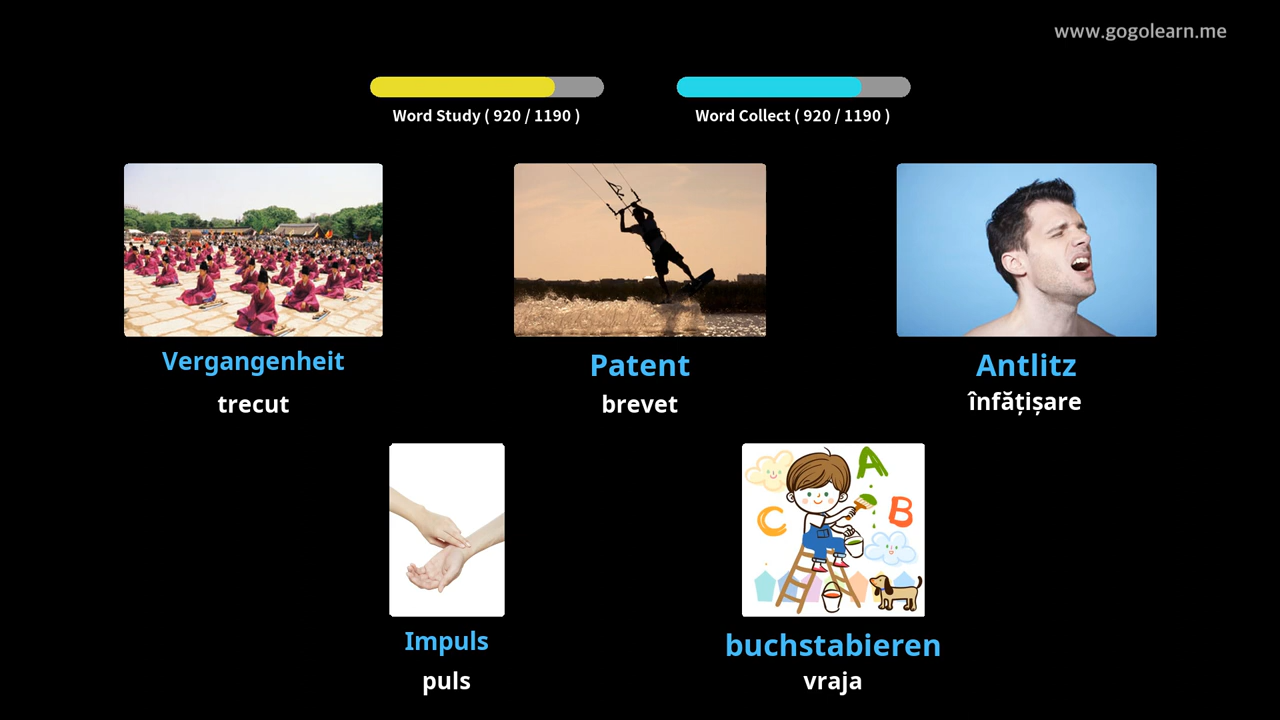 www.gogolearn.me
Word Study ( 920 / 1190 )
Word Collect ( 920 / 1190 )
Vergangenheit
trecut
Patent
brevet
Antlitz
înfățișare
Impuls
puls
A
B
C
buchstabieren
vraja